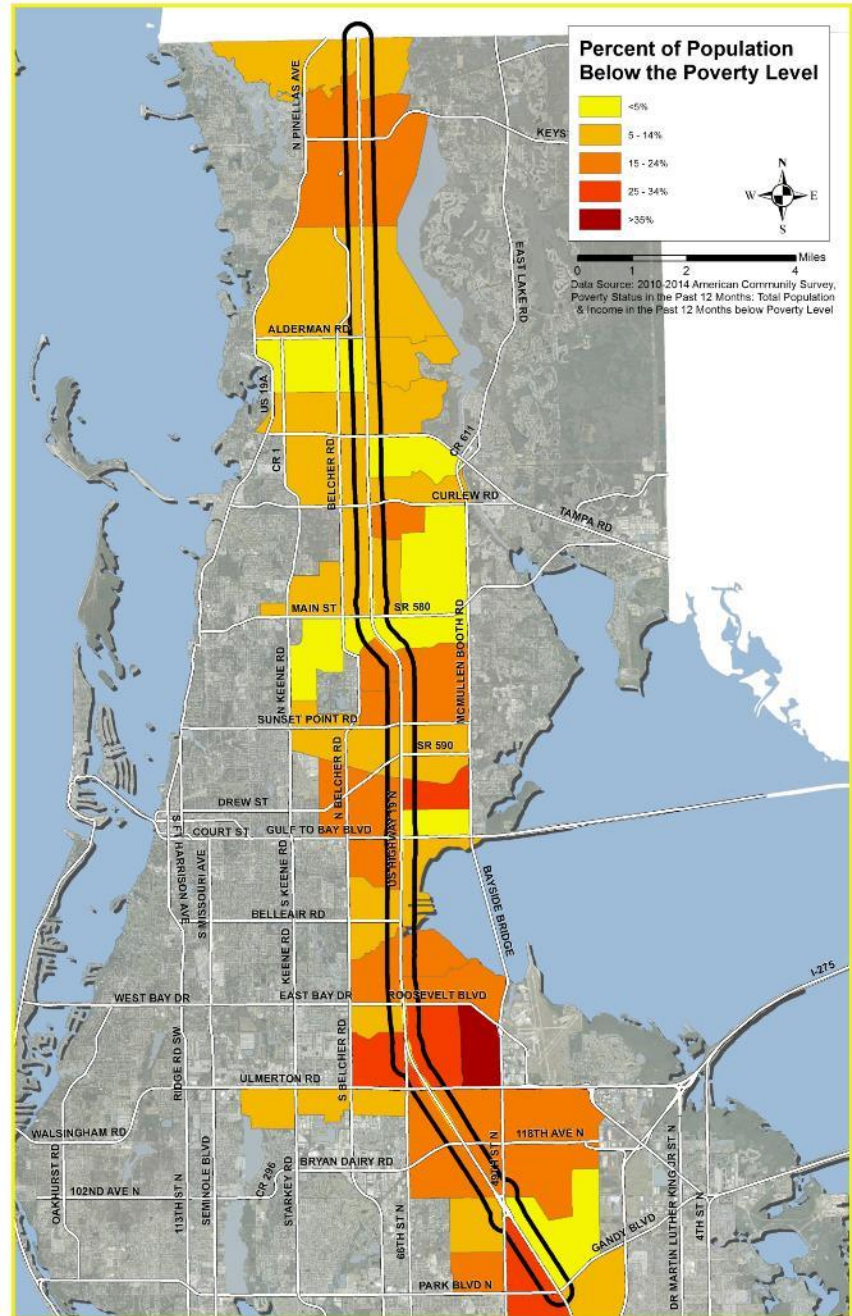 Percent of Population
Below the Poverty Level
<5%
5 - 14%
15 - 24%
25 - 34%
>35%
N
W E
S
Miles
0 1 2 4
Data Source: 2010-2014 American Community Survey,
Poverty Status in the Past 12 Months: Total Population
& Income in the Past 12 Months below Poverty Level
N PINELLAS AVE
KEYS
EAST LAKE RD
ALDERMAN RD
US 19A
CR 1
BELCHER RD
CR 611
CURLEW RD
TAMPA RD
MAIN ST
SR 580
MCMULLEN BOOTH RD
N KEENE RD
SUNSET POINT RD
SR 590
N BELCHER RD
DREW ST
COURT ST
GULF TO BAY BLVD
US HIGHWAY 19 N
S FT HARRISON AVE
S MISSOURI AVE
S KEENE RD
BAYSIDE BRIDGE
BELLEAIR RD
KEENE RD
I-275
WEST BAY DR
EAST BAY DR
ROOSEVELT BLVD
RIDGE RD SW
S BELCHER RD
ULMERTON RD
WALSINGHAM RD
118TH AVE N
BRYAN DAIRY RD
OAKHURST RD
102ND AVE N
113TH ST N
SEMINOLE BLVD
CR 296
STARKEY RD
66TH ST N
49TH ST N
GANDY BLVD
DR MARTIN LUTHER KING JR ST N
4TH ST N
PARK BLVD N